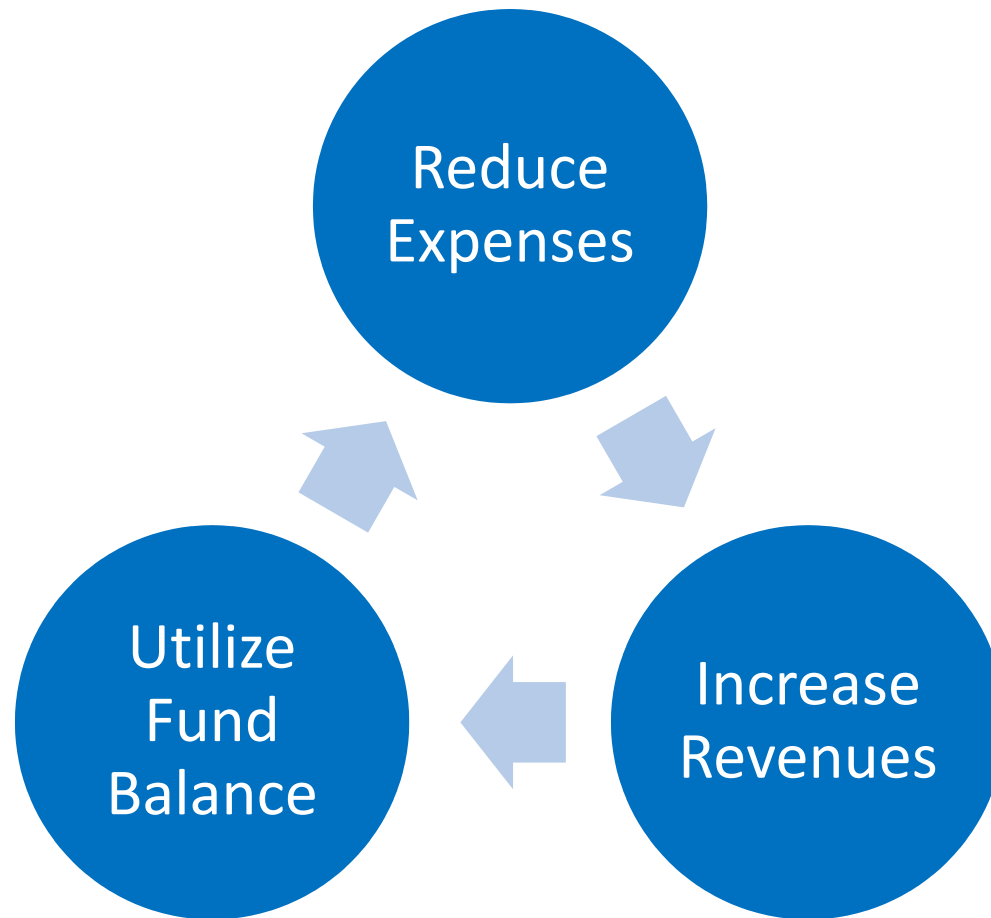 Reduce
Expenses
Increase
Revenues
Utilize
Fund
Balance